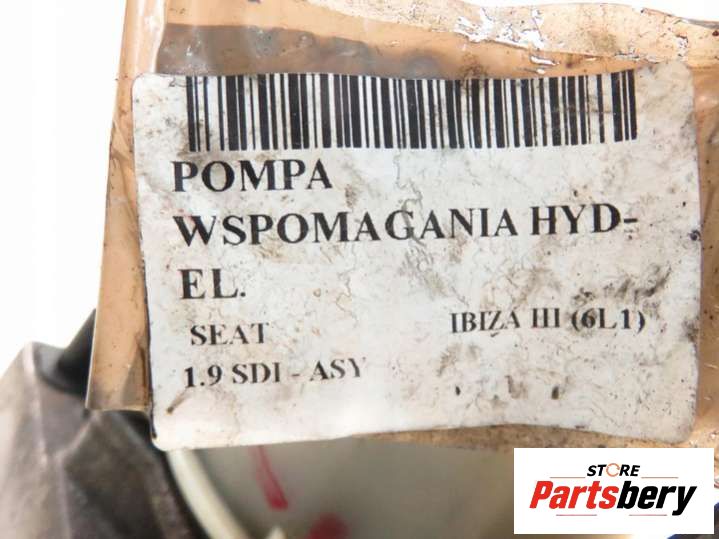 POMPA
WSPOMAGANIA HYD-
EL.
SEAT IBIZA III (6L1)
1.9 SDI - ASY
STORE
Partsbery